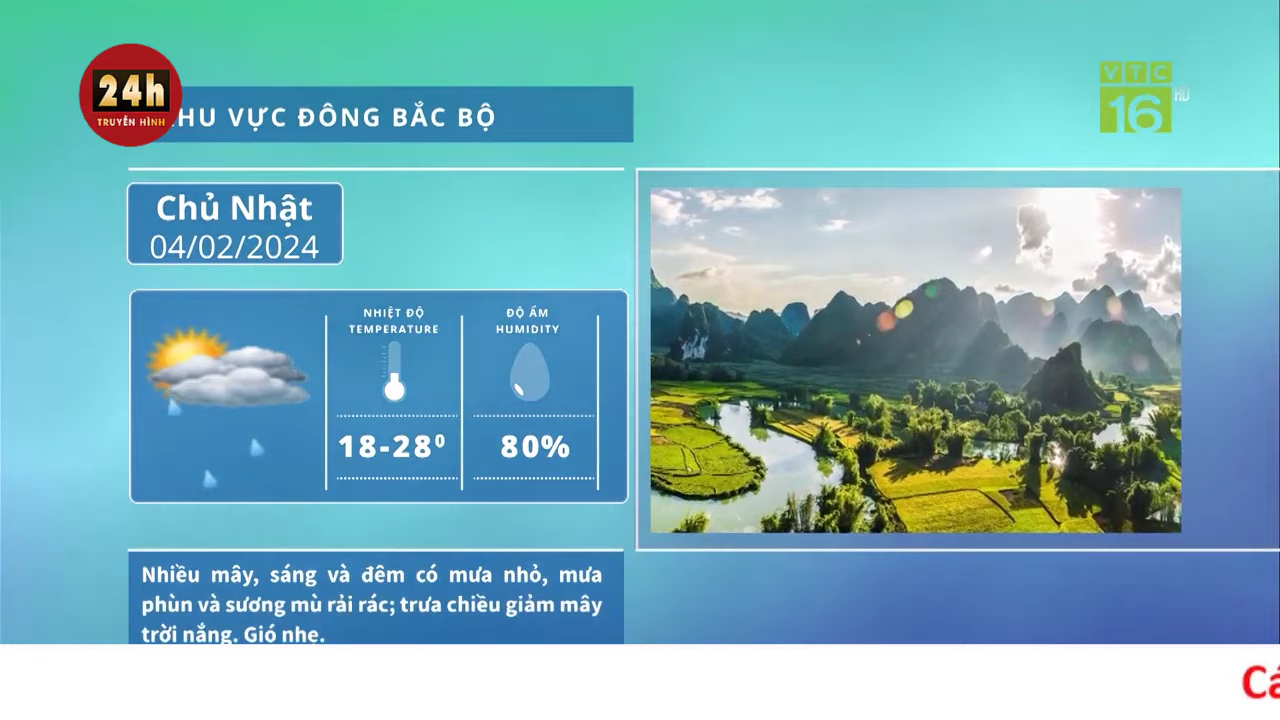 24h
TRUYỀN HÌNH
HU VỰC ĐÔNG BẮC BỘ
VTC
16
HD
Chủ Nhật
04/02/2024
NHIỆT ĐỘ
TEMPERATURE
18-28⁰
ĐỘ ẨM
HUMIDITY
80%
Nhiều mây, sáng và đêm có mưa nhỏ, mưa
phùn và sương mù rải rác; trưa chiều giảm mây
trời nắng. Gió nhẹ.